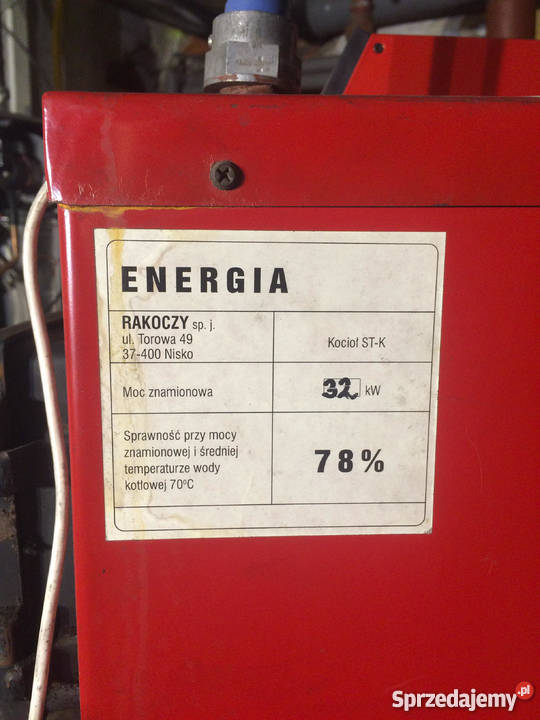 ENERGIA
RAKOCZY sp. j.
ul. Torowa 49
37-400 Nisko
Kocioł ST-K
Moc znamionowa
32 kW
Sprawność przy mocy
znamionowej i średniej
temperaturze wody
kotłowej 70°C
78%
Sprzedajemy.pl